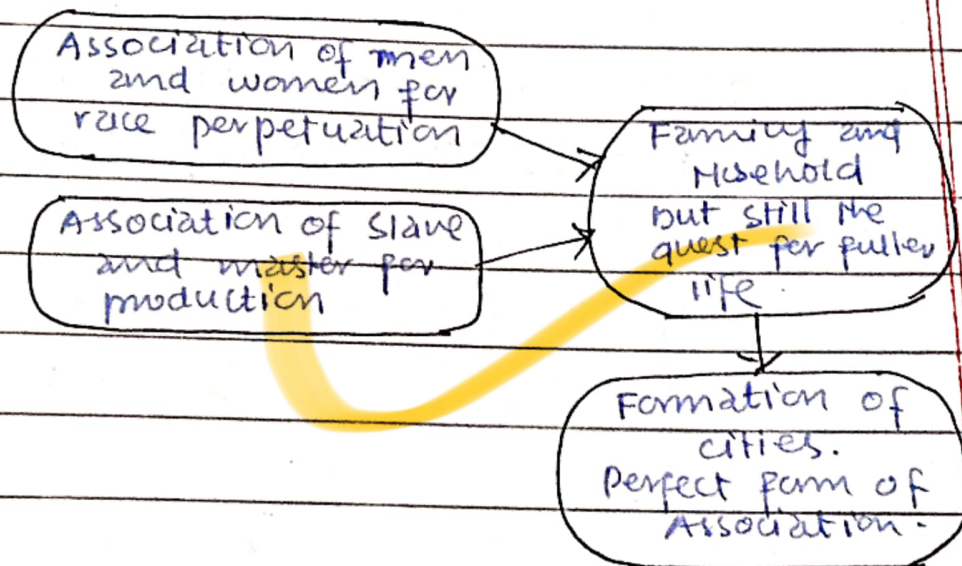 Association of men
and women for
race perpetuation
Association of slave
and master for
production
Family and
Husehold
but still the
quest for fuller
life.
Formation of
cities.
Perfect form of
Association.